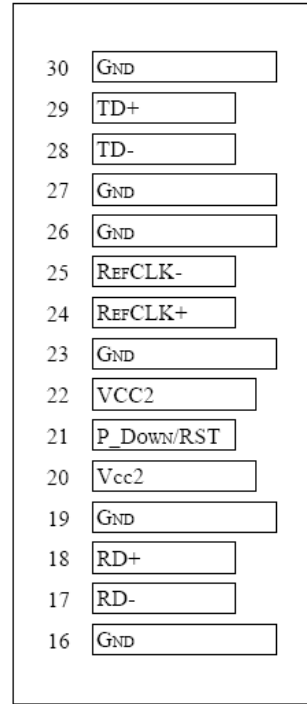 30 GND
29 TD+
28 TD-
27 GND
26 GND
25 REFCLK-
24 REFCLK+
23 GND
22 VCC2
21 P_DOWN/RST
20 Vcc2
19 GND
18 RD+
17 RD-
16 GND